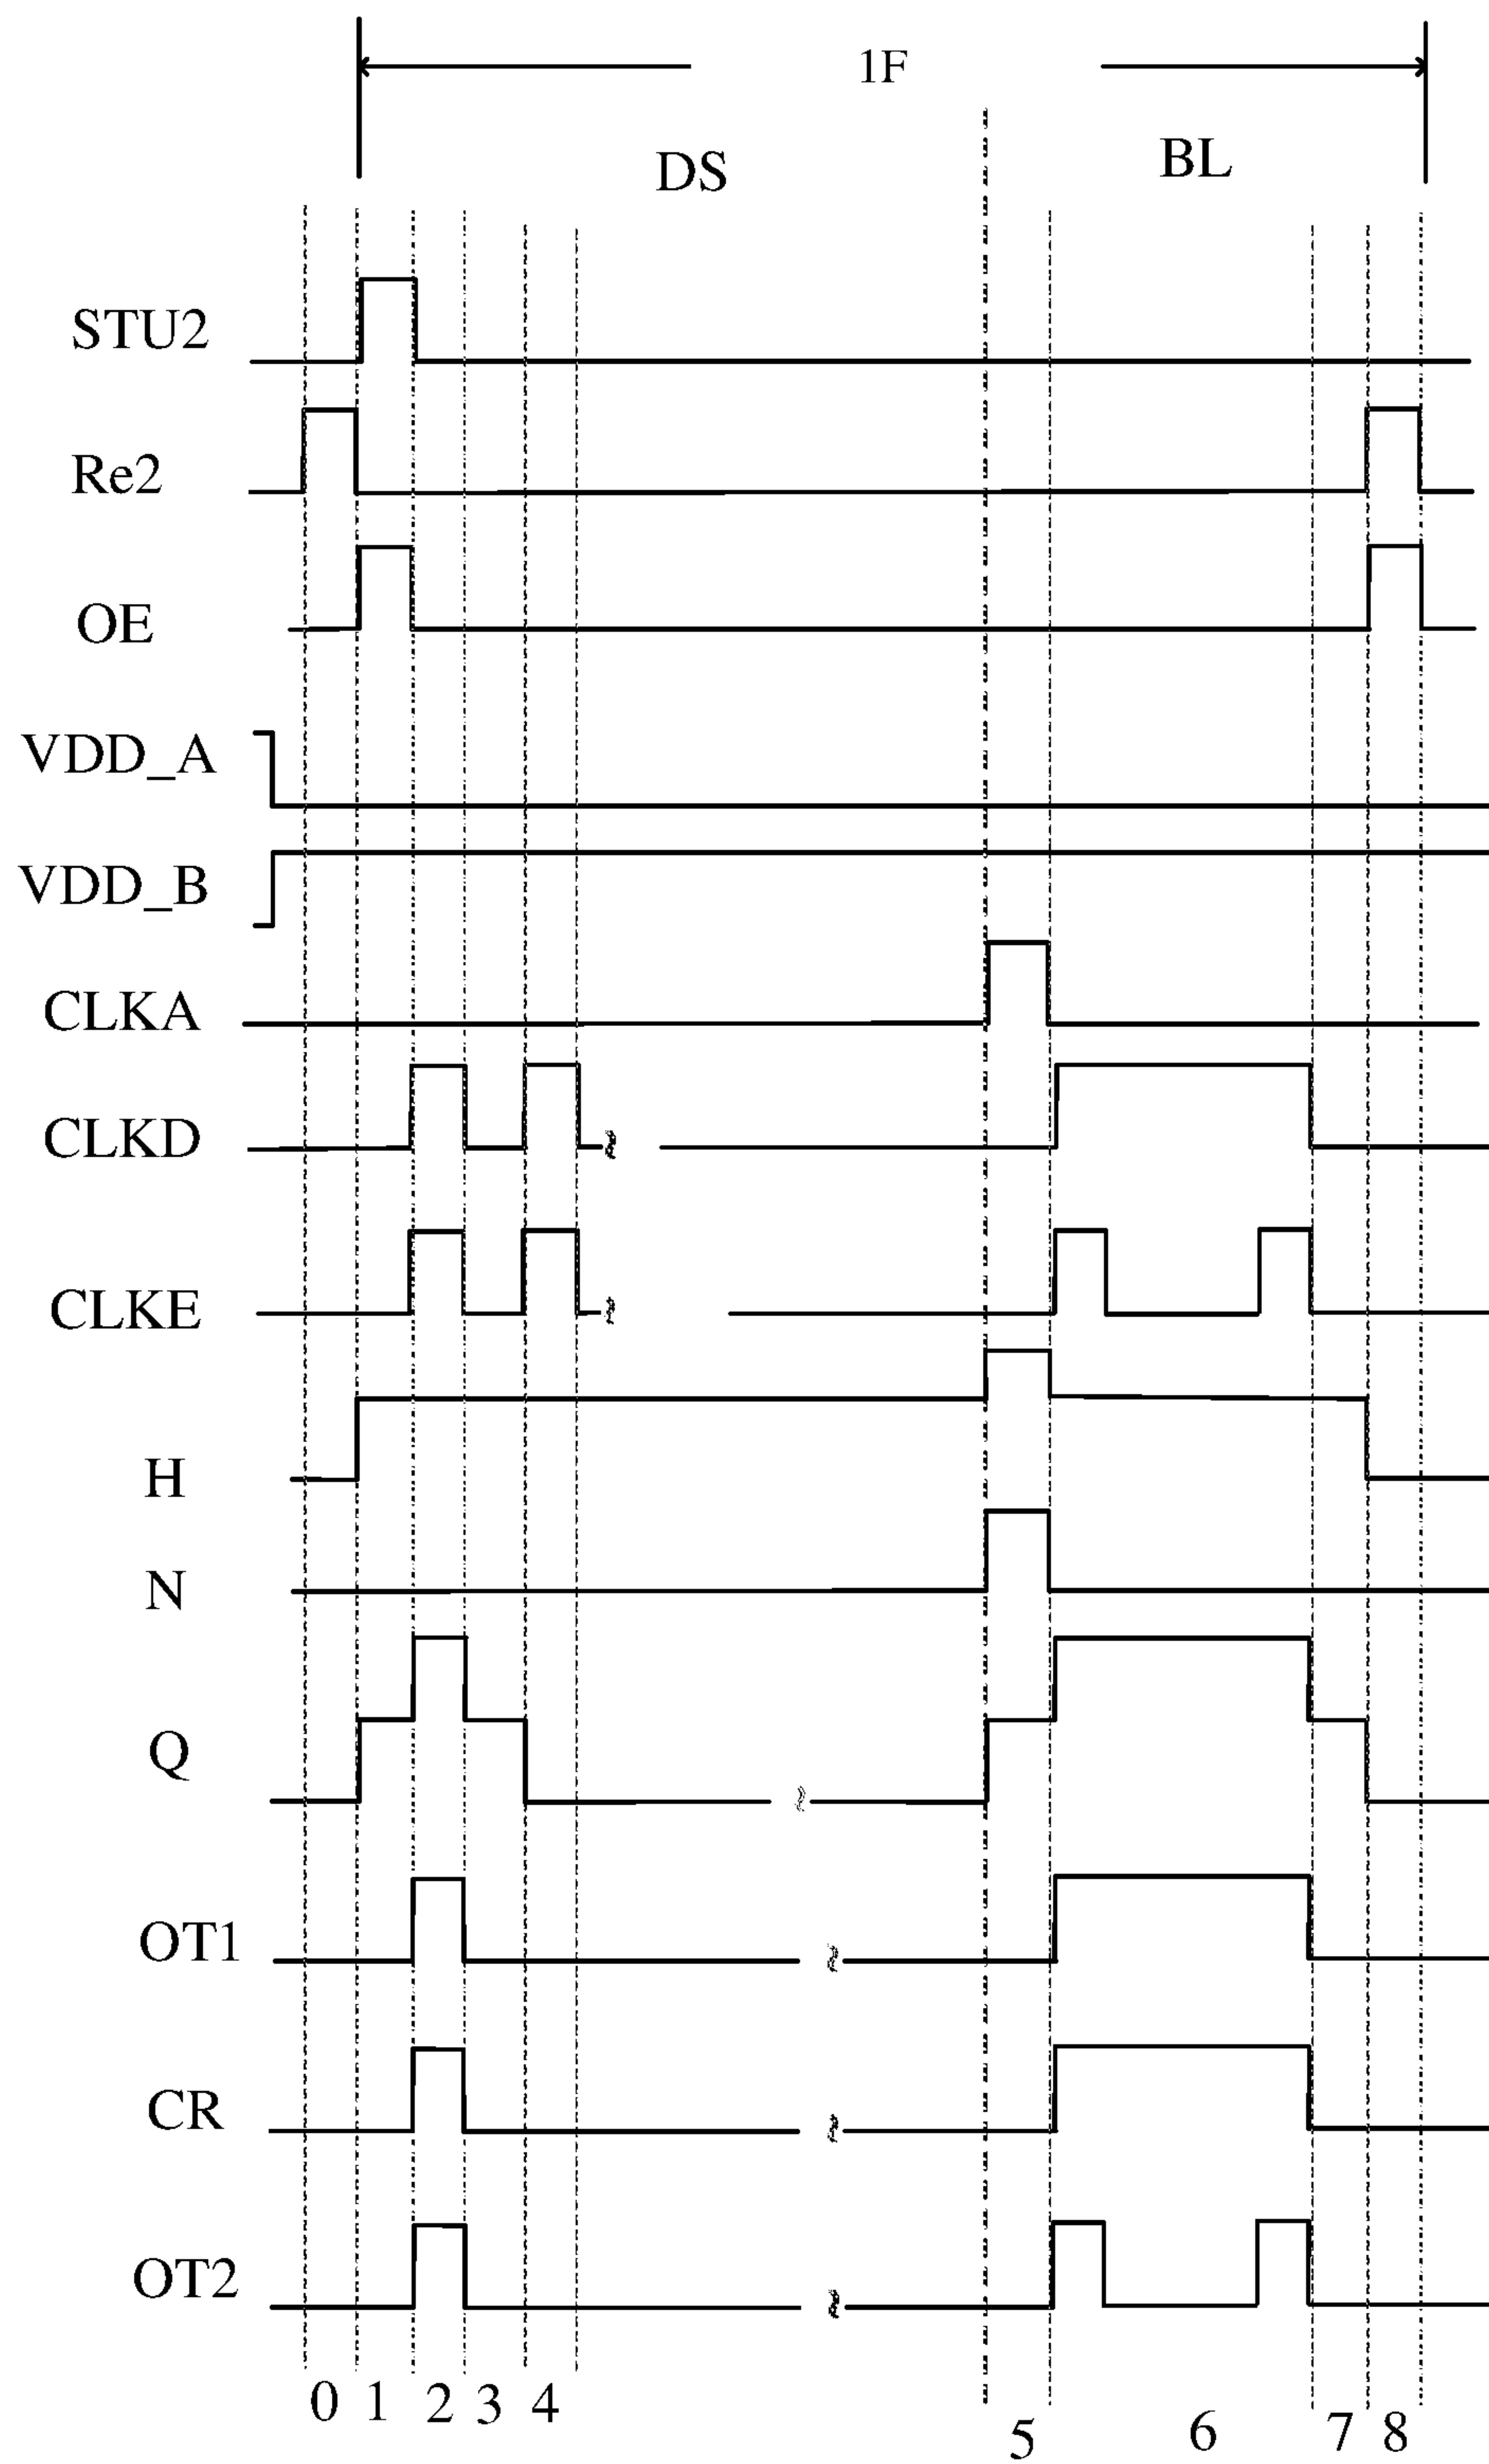 1F
DS
BL
STU2
Re2
OE
VDD_A
VDD_B
CLKA
CLKD
CLKE
H
N
Q
OT1
CR
OT2
0 1 2 3 4 5 6 7 8